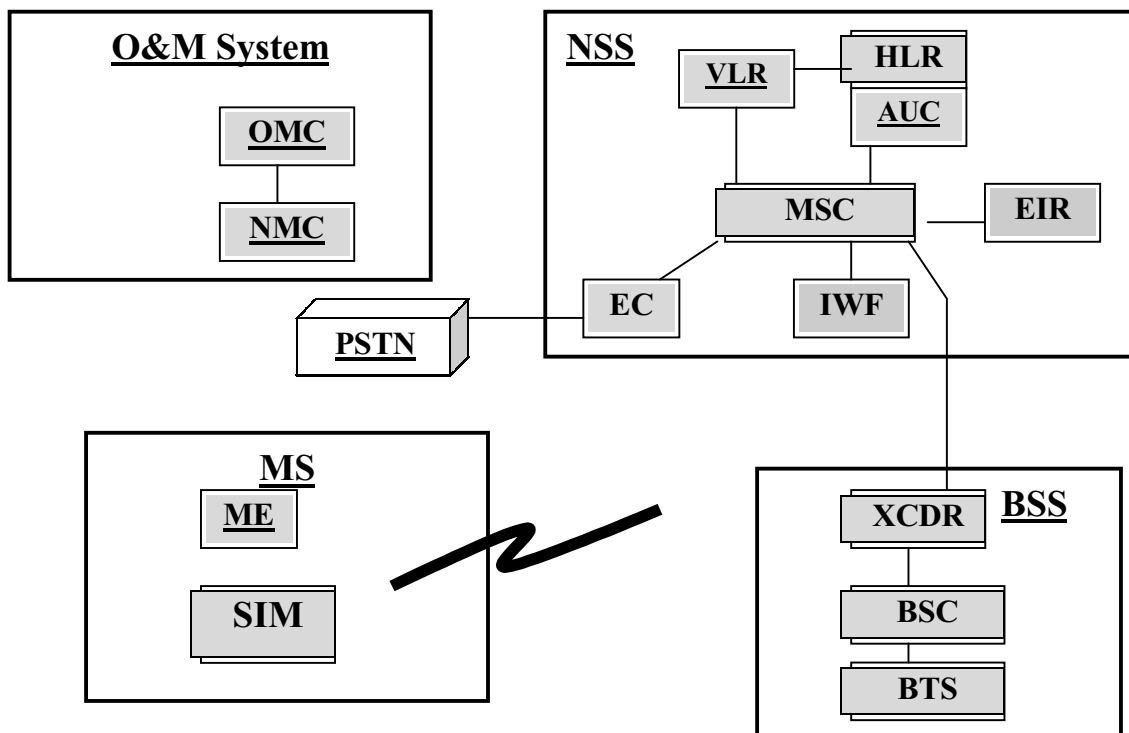 O&M System
OMC
NMC
NSS
VLR
HLR
AUC
MSC
EIR
EC
IWF
PSTN
MS
ME
SIM
BSS
XCDR
BSC
BTS